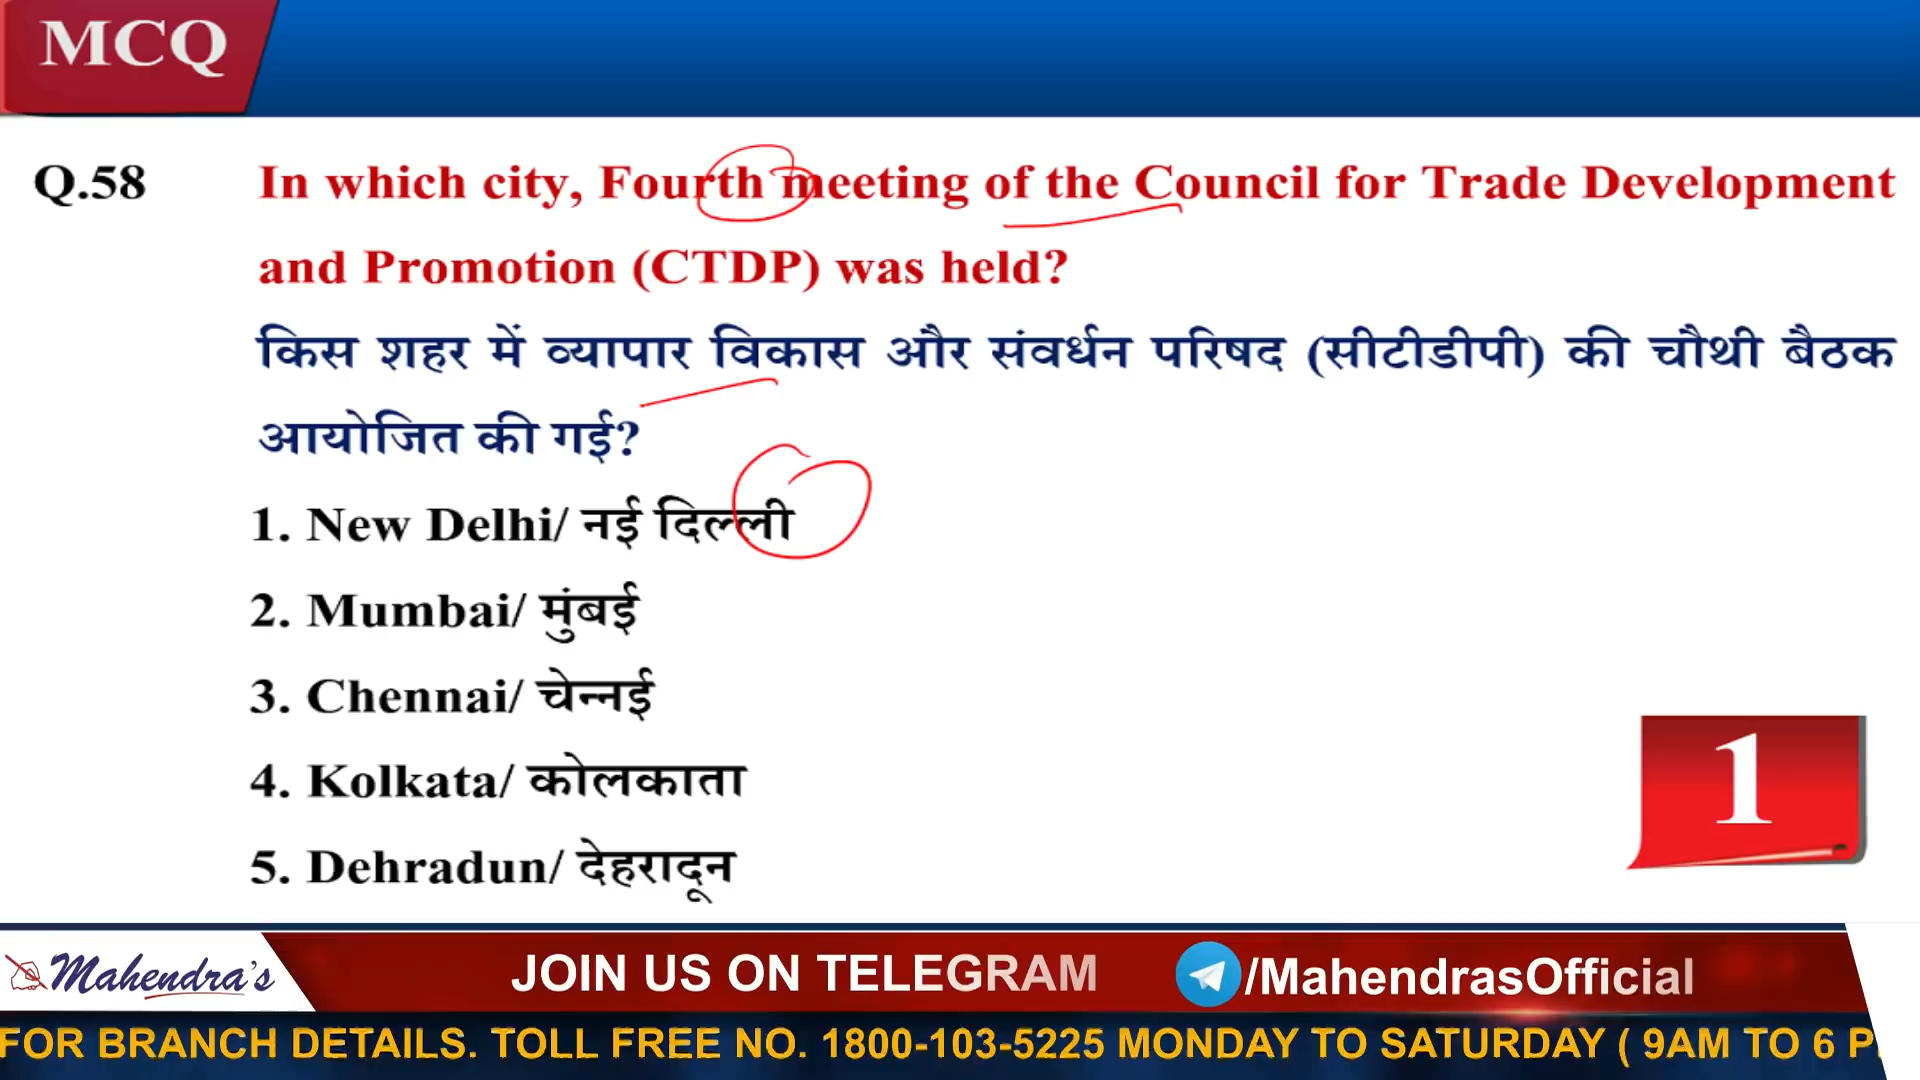 MCQ
Q.58 In which city, Fourth meeting of the Council for Trade Development
and Promotion (CTDP) was held?
किस शहर में व्यापार विकास और संवर्धन परिषद (सीटीडीपी) की चौथी बैठक
आयोजित की गई?
1. New Delhi/ नई दिल्ली
2. Mumbai/ मुंबई
3. Chennai/ चेन्नई
4. Kolkata/ कोलकाता
5. Dehradun/ देहरादून
1
Mahendra's JOIN US ON TELEGRAM /MahendrasOfficial
FOR BRANCH DETAILS. TOLL FREE NO. 1800-103-5225 MONDAY TO SATURDAY ( 9AM TO 6 P